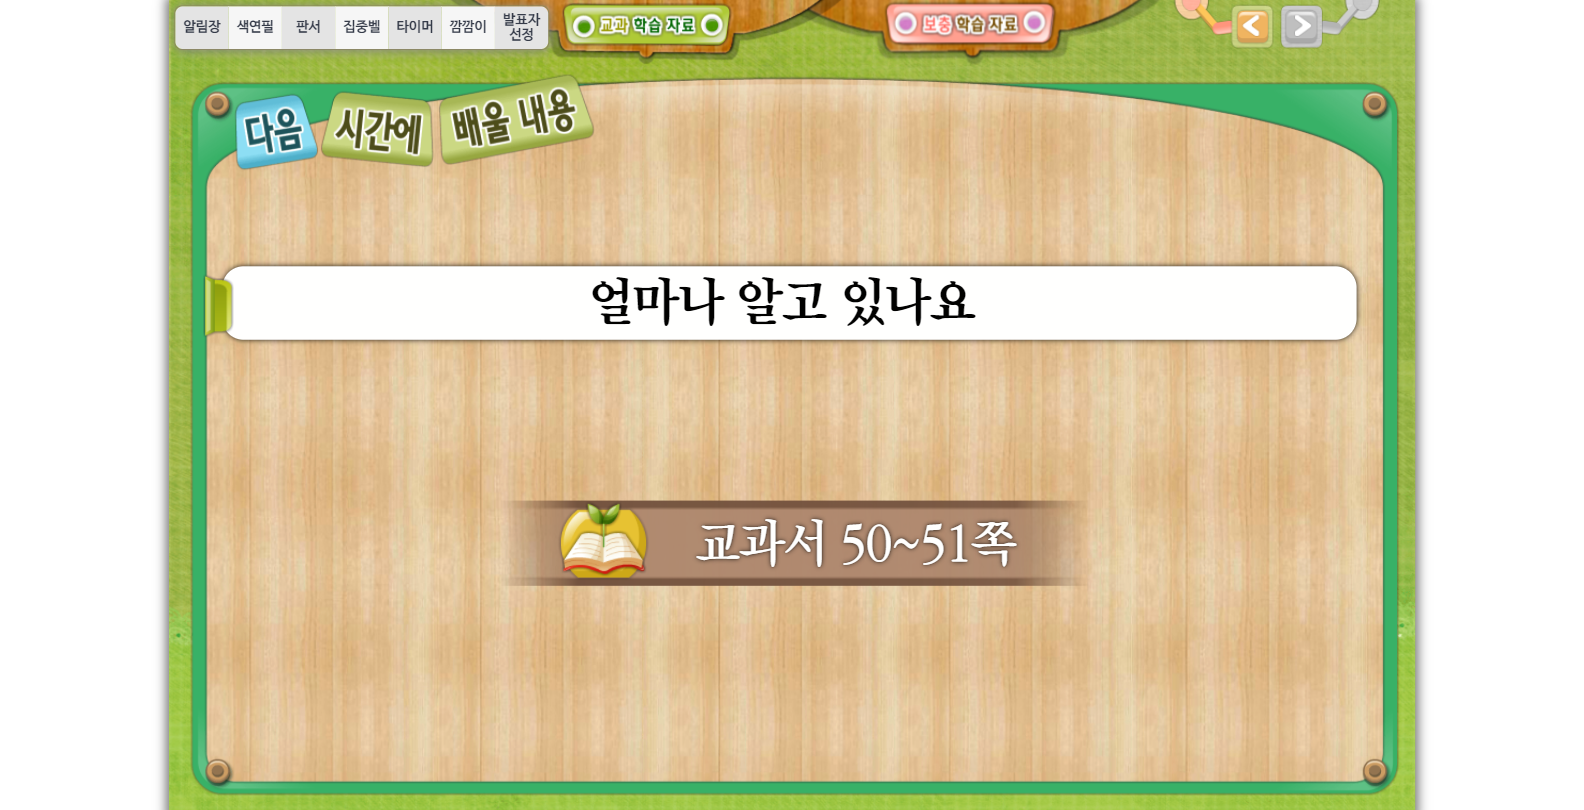 알림장 색연필 판서 집중벨 타이머 깜깜이 발표자
선정
교과 학습 자료 보충 학습 자료
다음 시간에 배울 내용
얼마나 알고 있나요
교과서 50~51쪽